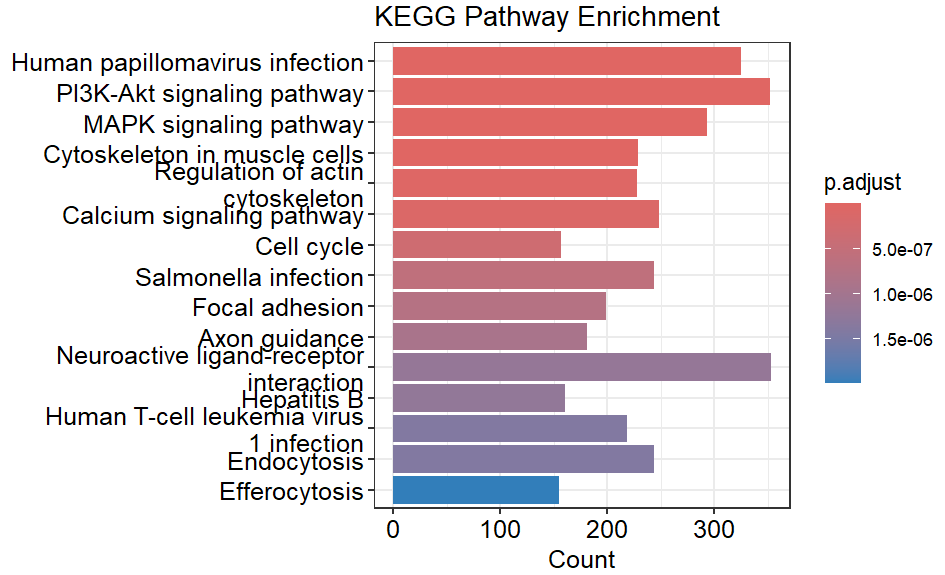 KEGG Pathway Enrichment
Human papillomavirus infection
PI3K-Akt signaling pathway
MAPK signaling pathway
Cytoskeleton in muscle cells
Regulation of actin
cytoskeleton
Calcium signaling pathway
Cell cycle
Salmonella infection
Focal adhesion
Axon guidance
Neuroactive ligand-receptor
interaction
Hepatitis B
Human T-cell leukemia virus
1 infection
Endocytosis
Efferocytosis
0 100 200 300
Count
p.adjust
5.0e-07
1.0e-06
1.5e-06